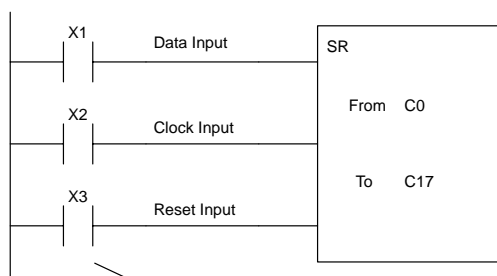 X1
Data Input
SR
From C0
X2
Clock Input
To C17
X3
Reset Input